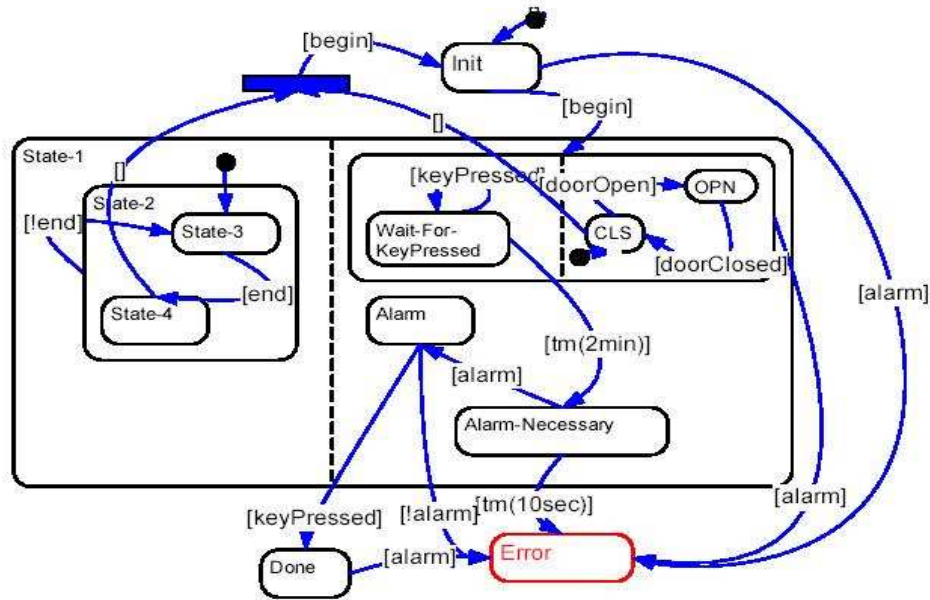 [begin]
Init
[begin]
[]
State-1
[]
[keyPressed
[doorOpen]
OPN
State-2
[!end]
State-3
Wait-For-
KeyPressed
CLS
[doorClosed]
[end]
[alarm]
State-4
Alarm
[tm(2min)]
[alarm]
Alarm-Necessary
[alarm]
[keyPressed]
[!alarm]
[tm(10sec)]
Error
Done
[alarm]